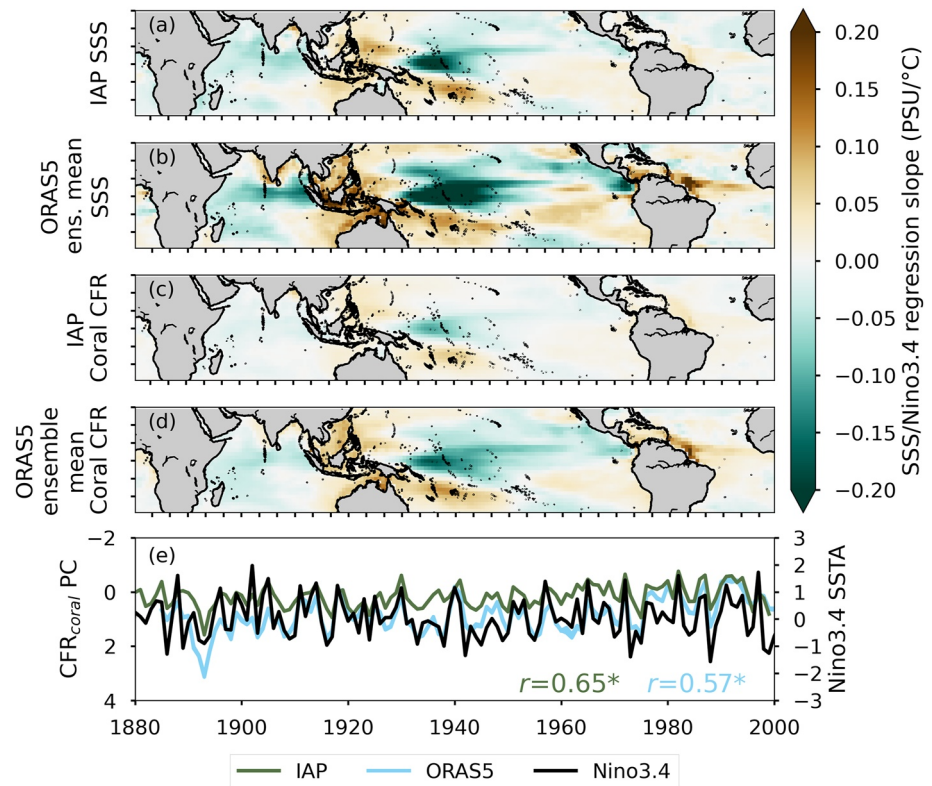 (a)
IAP SSS
(b)
ORAS5
ens. mean
SSS
(c)
IAP
Coral CFR
(d)
ORAS5
ensemble
mean
Coral CFR
0.20
0.15
0.10
0.05
0.00
−0.05
−0.10
−0.15
−0.20
SSS/Nino3.4 regression slope (PSU/°C)
(e)
−2
0
2
4
CFRcoral PC
3
2
1
0
−1
−2
−3
Nino3.4 SSTA
r=0.65* r=0.57*
1880 1900 1920 1940 1960 1980 2000
IAP ORAS5 Nino3.4